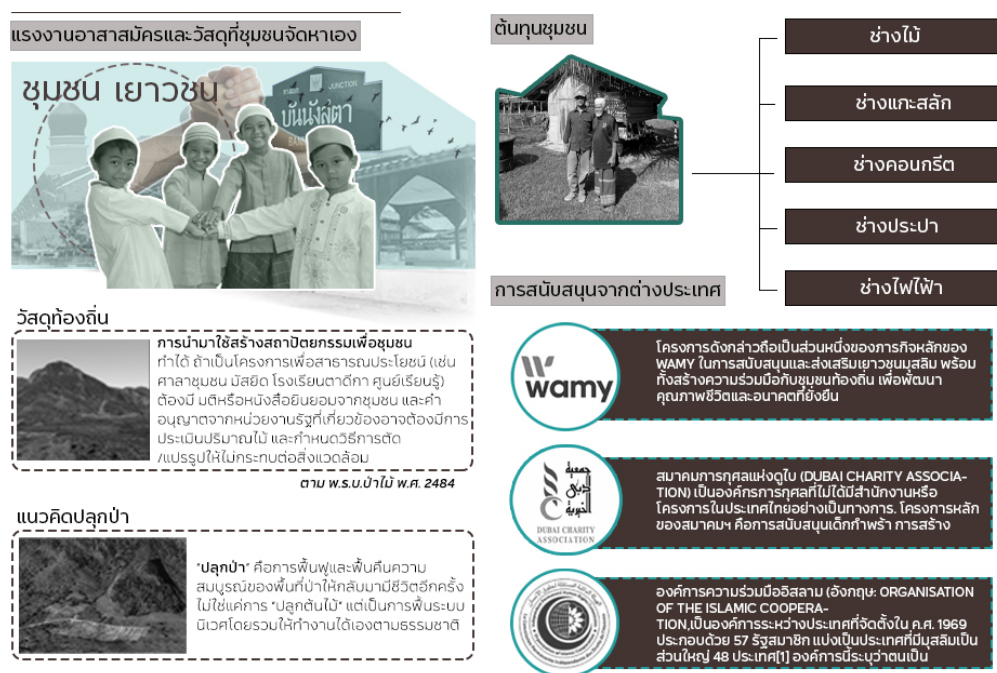 แรงงานอาสาสมัครและวัสดุที่ชุมชนจัดหาเอง
ชุมชน เยาวชน
JUNCTION
บันนังสตา
วัสดุท้องถิ่น
การนำมาใช้สร้างสถาปัตยกรรมเพื่อชุมชน
ทำได้ ถ้าเป็นโครงการเพื่อสาธารณประโยชน์ (เช่น
ศาลาชุมชน มัสยิด โรงเรียนตาดีกา ศูนย์เรียนรู้)
ต้องมี มติหรือหนังสือยินยอมจากชุมชน และคำ
อนุญาตจากหน่วยงานรัฐที่เกี่ยวข้องอาจต้องมีการ
ประเมินปริมาณไม้ และกำหนดวิธีการตัด
/แปรรูปให้ไม่กระทบต่อสิ่งแวดล้อม
ตาม พ.ร.บ.ป่าไม้ พ.ศ. 2484
แนวคิดปลูกป่า
"ปลูกป่า" คือการฟื้นฟูและฟื้นคืนความ
สมบูรณ์ของพื้นที่ป่าให้กลับมามีชีวิตอีกครั้ง
ไม่ใช่แค่การ "ปลูกต้นไม้" แต่เป็นการฟื้นระบบ
นิเวศโดยรวมให้ทำงานได้เองตามธรรมชาติ
ต้นทุนชุมชน
ช่างไม้
ช่างแกะสลัก
ช่างคอนกรีต
ช่างประปา
ช่างไฟไฟ้า
การสนับสนุนจากต่างประเทศ
wamy
โครงการดังกล่าวถือเป็นส่วนหนึ่งของภารกิจหลักของ
WAMY ในการสนับสนุนและส่งเสริมเยาวชนมุสลิม พร้อม
ทั้งสร้างความร่วมมือกับชุมชนท้องถิ่น เพื่อพัฒนา
คุณภาพชีวิตและอนาคตที่ยั่งยืน
جمعية
دبي
الخيرية
DUBAI CHARITY
ASSOCIATION
สมาคมการกุศลแห่งดูไบ (DUBAI CHARITY ASSOCIA-
TION) เป็นองค์กรการกุศลที่ไม่ได้มีสำนักงานหรือ
โครงการในประเทศไทยอย่างเป็นทางการ. โครงการหลัก
ของสมาคมฯ คือการสนับสนุนเด็กกำพร้า การสร้าง
องค์การความร่วมมืออิสลาม (อังกฤษ: ORGANISATION
OF THE ISLAMIC COOPERA-
TION,เป็นองค์การระหว่างประเทศที่จัดตั้งใน ค.ศ. 1969
ประกอบด้วย 57 รัฐสมาชิก แบ่งเป็นประเทศที่มีมุสลิมเป็น
ส่วนใหญ่ 48 ประเทศ[1] องค์การนี้ระบุว่าตนเป็น